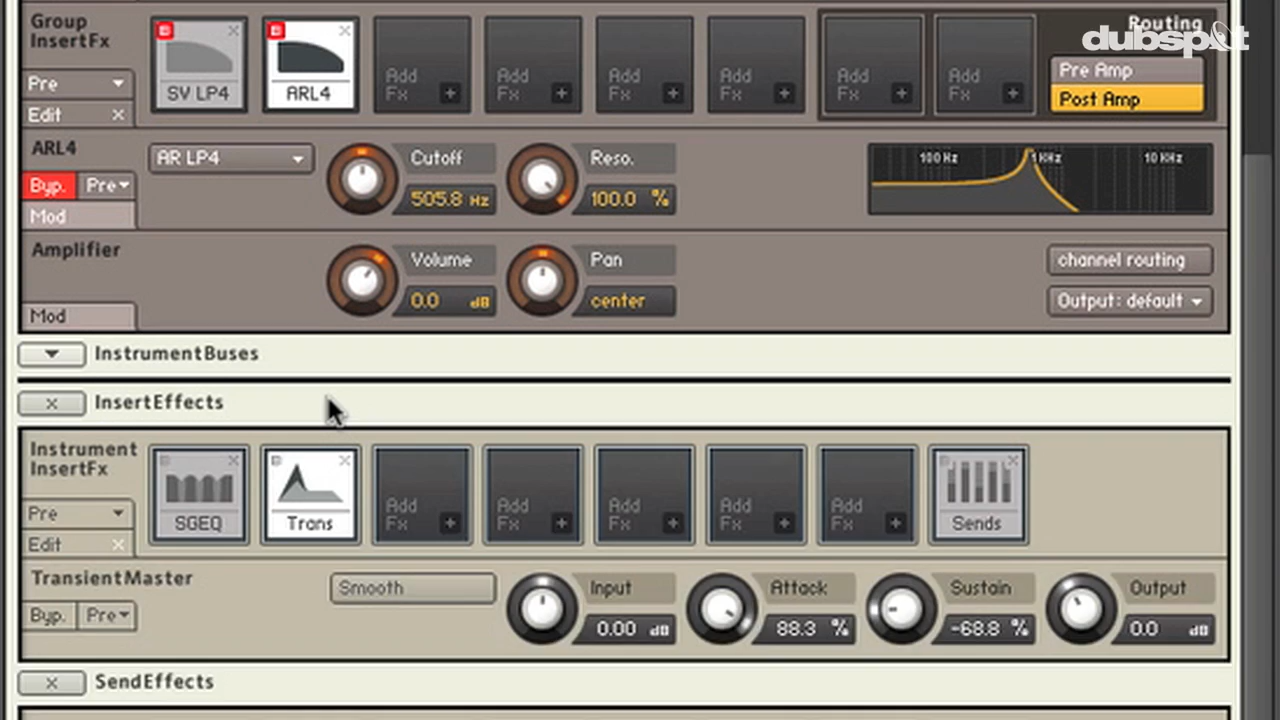 Group
InsertFx
Pre
Edit
SV LP4
ARL4
Add
Fx
Add
Fx
Add
Fx
Add
Fx
Add
Fx
Add
Fx
Routing
dubspot
Pre Amp
Post Amp
ARL4
Byp. Pre
Mod
AR LP4
Cutoff
505.8 Hz
Reso.
100.0 %
100 Hz 1 KHz 10 KHz
Amplifier
Mod
Volume
0.0 dB
Pan
center
channel routing
Output: default
InstrumentBuses
InsertEffects
Instrument
InsertFx
Pre
Edit
SGEQ
Trans
Add
Fx
Add
Fx
Add
Fx
Add
Fx
Add
Fx
Sends
TransientMaster
Byp. Pre
Smooth
Input
0.00 dB
Attack
88.3 %
Sustain
-68.8 %
Output
0.0 dB
SendEffects